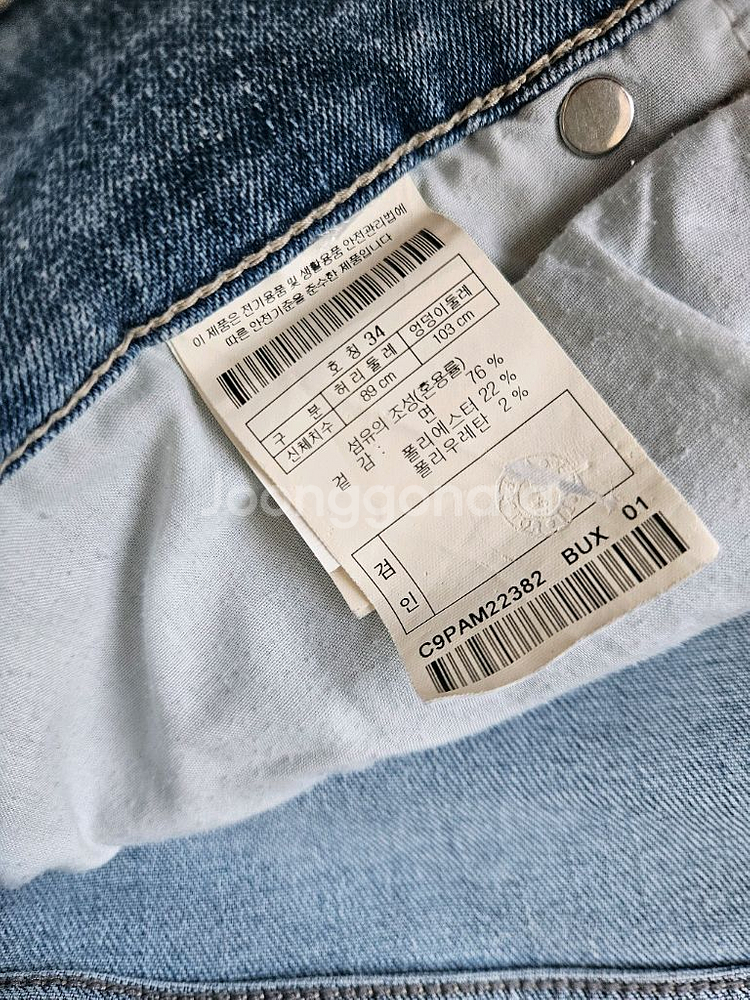 이 제품은 전기용품 및 생활용품 안전관리법에
따른 안전기준을 준수한 제품입니다
호칭 34
구 분 허리둘레 엉덩이둘레
신체치수 89 cm 103 cm
섬유의 조성(혼용률)
겉 감 : 면 76 %
폴리에스터 22 %
폴리우레탄 2 %
Joonggonara
검
인
C9PAM22382 BUX 01